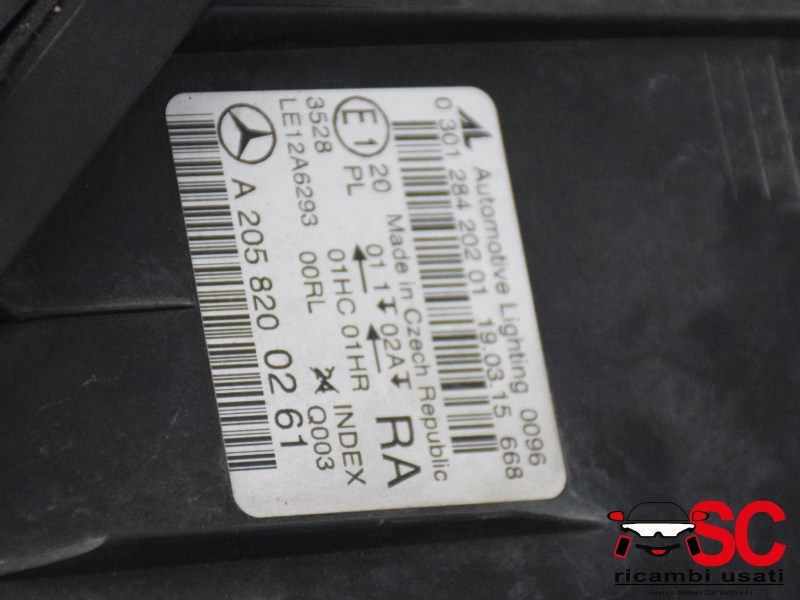 Automotive Lighting 0096
0 301 284 202 01 19.03.15 668
Made in Czech Republic
E1 20 01 1 02A RA
3528 PL 01HC 01HR
LE12A6293 00RL INDEX
Q003
A 205 820 02 61
SC
ricambi usati